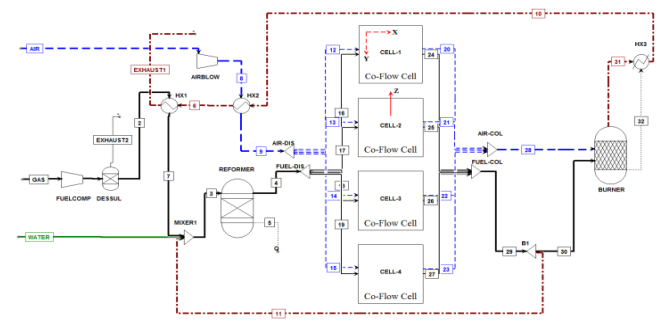 10
AIR
AIRBLOW
EXHAUST1
8
HX1
6
HX2
2
EXHAUST2
9
AIR-DIS
GAS
FUELCOMP
DESSUL
7
REFORMER
3
4
FUEL-DIS
MIXER1
5
Q
WATER
11
12
X
Y
CELL-1
Co-Flow Cell
24
20
16
13
Z
CELL-2
Co-Flow Cell
25
21
17
14
CELL-3
Co-Flow Cell
26
22
19
CELL-4
Co-Flow Cell
27
23
AIR-COL
28
FUEL-COL
29
B1
30
31
HX3
32
BURNER